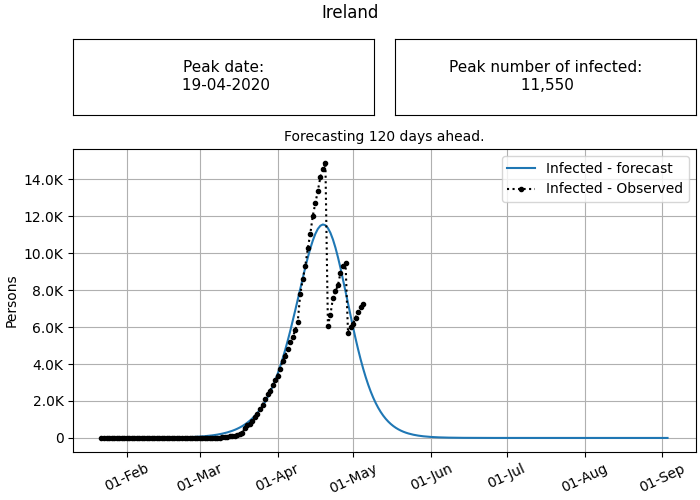 Ireland
Peak date:
19-04-2020
Peak number of infected:
11,550
Forecasting 120 days ahead.
Infected - forecast
Infected - Observed
14.0K
12.0K
10.0K
8.0K
6.0K
4.0K
2.0K
0
Persons
01-Feb
01-Mar
01-Apr
01-May
01-Jun
01-Jul
01-Aug
01-Sep